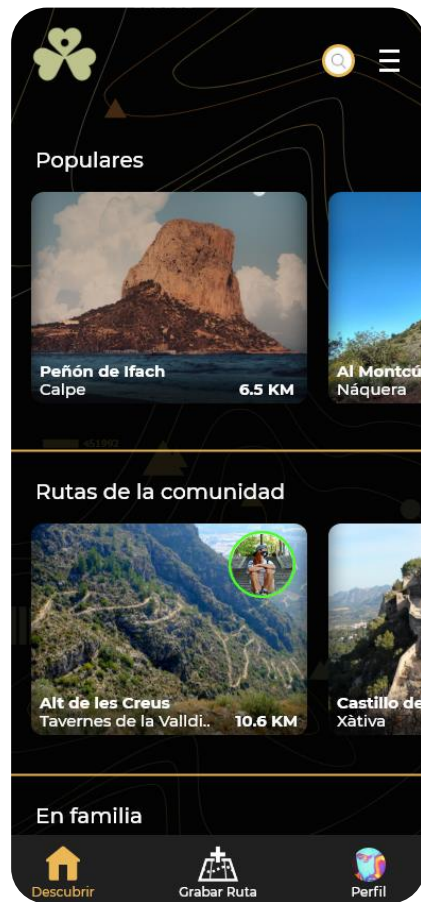 Populares
Peñón de Ifach
Calpe
6.5 KM
Al Montcú
Náquera
451992
Rutas de la comunidad
Alt de les Creus
Tavernes de la Valldi..
10.6 KM
Castillo de
Xàtiva
En familia
Descubrir
Grabar Ruta
Perfil